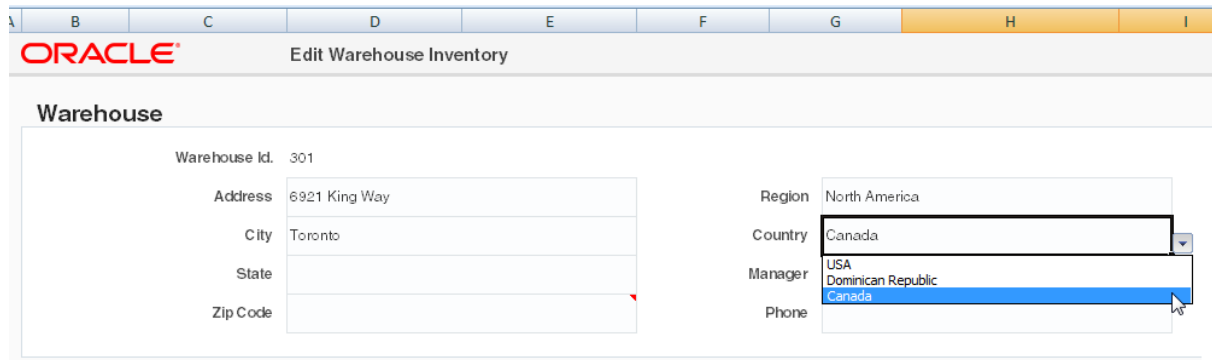 A B C D E F G H I
ORACLE Edit Warehouse Inventory
Warehouse
Warehouse Id. 301
Address 6921 King Way Region North America
City Toronto Country Canada
USA
State Manager Dominican Republic
Canada
Zip Code Phone